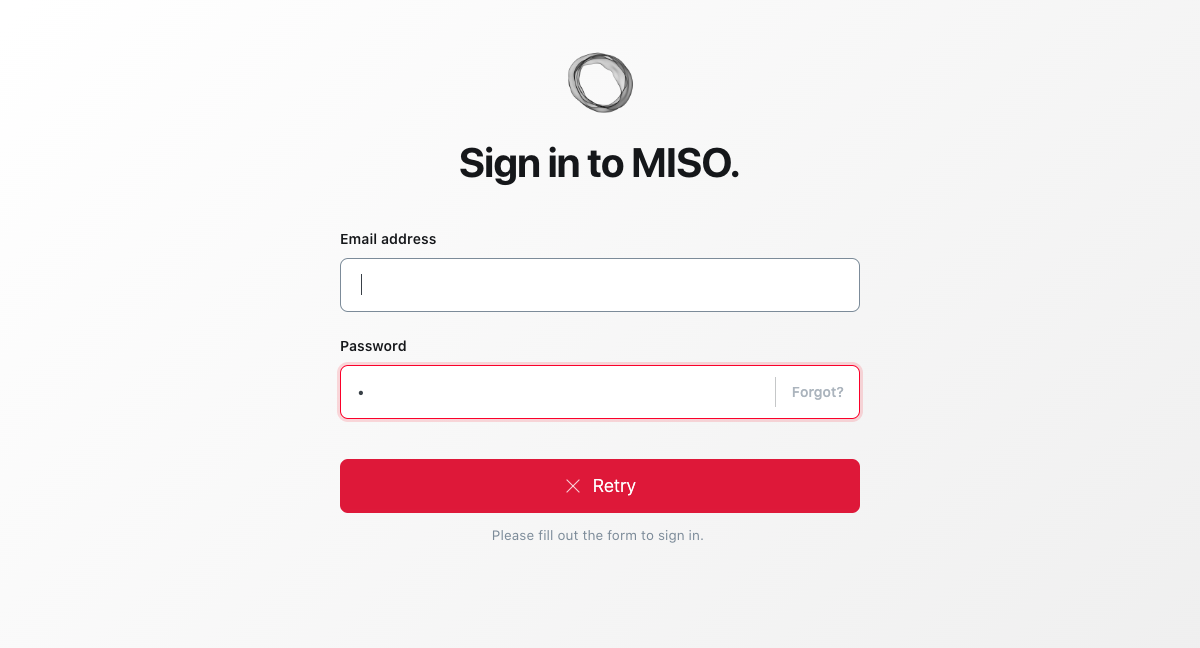 Sign in to MISO.
Email address
Password
•
Forgot?
Retry
Please fill out the form to sign in.